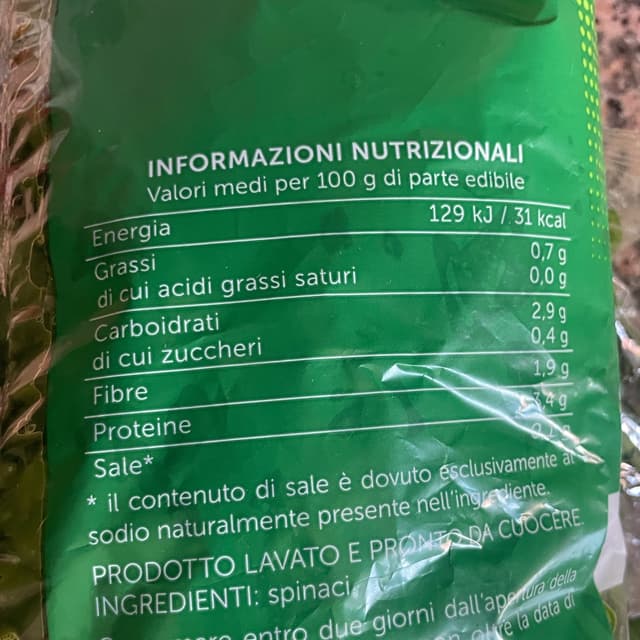 INFORMAZIONI NUTRIZIONALI
Valori medi per 100 g di parte edibile
Energia 129 kJ / 31 kcal
Grassi 0,7 g
di cui acidi grassi saturi 0,0 g
Carboidrati 2,9 g
di cui zuccheri 0,4 g
Fibre 1,9 g
Proteine 3,4 g
Sale*
* il contenuto di sale è dovuto esclusivamente al
sodio naturalmente presente nell'ingrediente.
PRODOTTO LAVATO E PRONTO DA CUOCERE.
INGREDIENTI: spinaci
entro due giorni dall'apertura della
oltre la data di